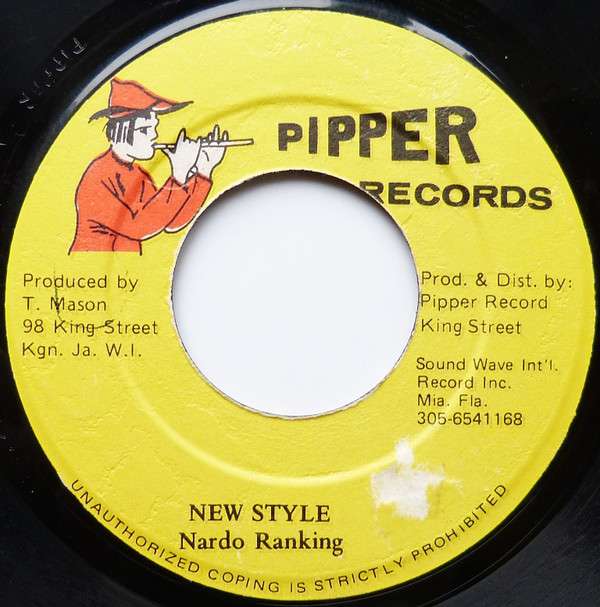 PIPPER
RECORDS
Produced by
T. Mason
98 King Street
Kgn. Ja. W.I.
Prod. & Dist. by:
Pipper Record
King Street
Sound Wave Int'l.
Record Inc.
Mia. Fla.
305-6541168
NEW STYLE
Nardo Ranking
UNAUTHORIZED COPING IS STRICTLY PROHIBITED